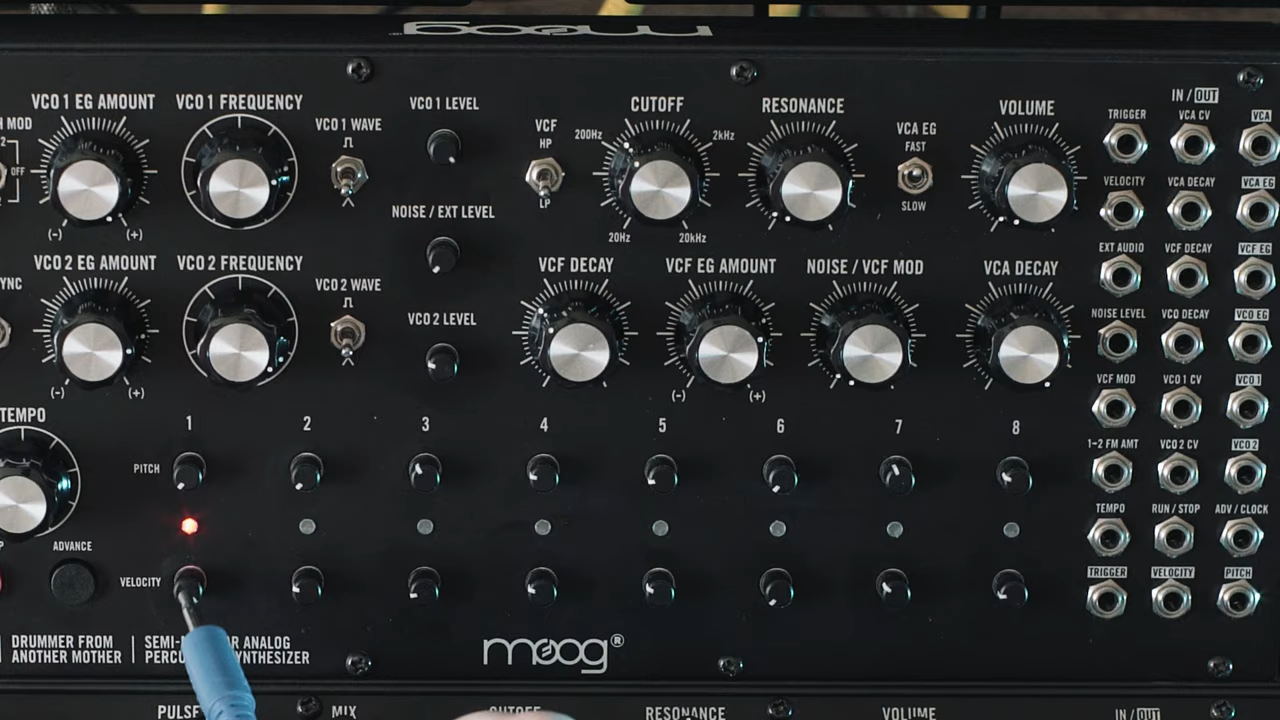 moog
IN / OUT
VCO 1 EG AMOUNT
VCO 1 FREQUENCY
VCO 1 LEVEL
CUTOFF
RESONANCE
VOLUME
TRIGGER
VCA CV
VCA
MOD
VCO 1 WAVE
VCF
HP
200Hz
2kHz
VCA EG
FAST
OFF
VELOCITY
VCA DECAY
VCA EG
LP
SLOW
NOISE / EXT LEVEL
(-)
(+)
20Hz
20kHz
EXT AUDIO
VCF DECAY
VCF EG
VCO 2 EG AMOUNT
VCO 2 FREQUENCY
VCF DECAY
VCF EG AMOUNT
NOISE / VCF MOD
VCA DECAY
VCO 2 WAVE
VCO 2 LEVEL
NOISE LEVEL
VCO DECAY
VCO EG
(-)
(+)
(-)
(+)
VCF MOD
VCO 1 CV
VCO 1
TEMPO
1 2 3 4 5 6 7 8
1-2 FM AMT
VCO 2 CV
VCO 2
PITCH
TEMPO
RUN / STOP
ADV / CLOCK
ADVANCE
VELOCITY
TRIGGER
VELOCITY
PITCH
DRUMMER FROM
ANOTHER MOTHER
ANALOG
moog®
MIX
CUTOFF
RESONANCE
VOLUME
IN / OUT